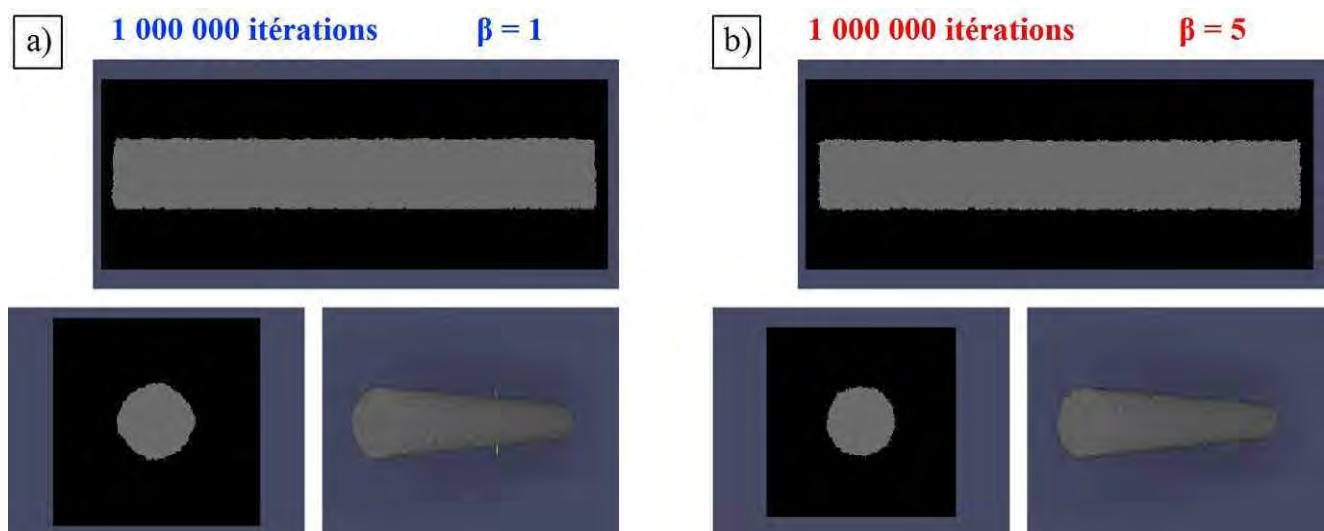 a) 1 000 000 itérations β = 1
b) 1 000 000 itérations β = 5